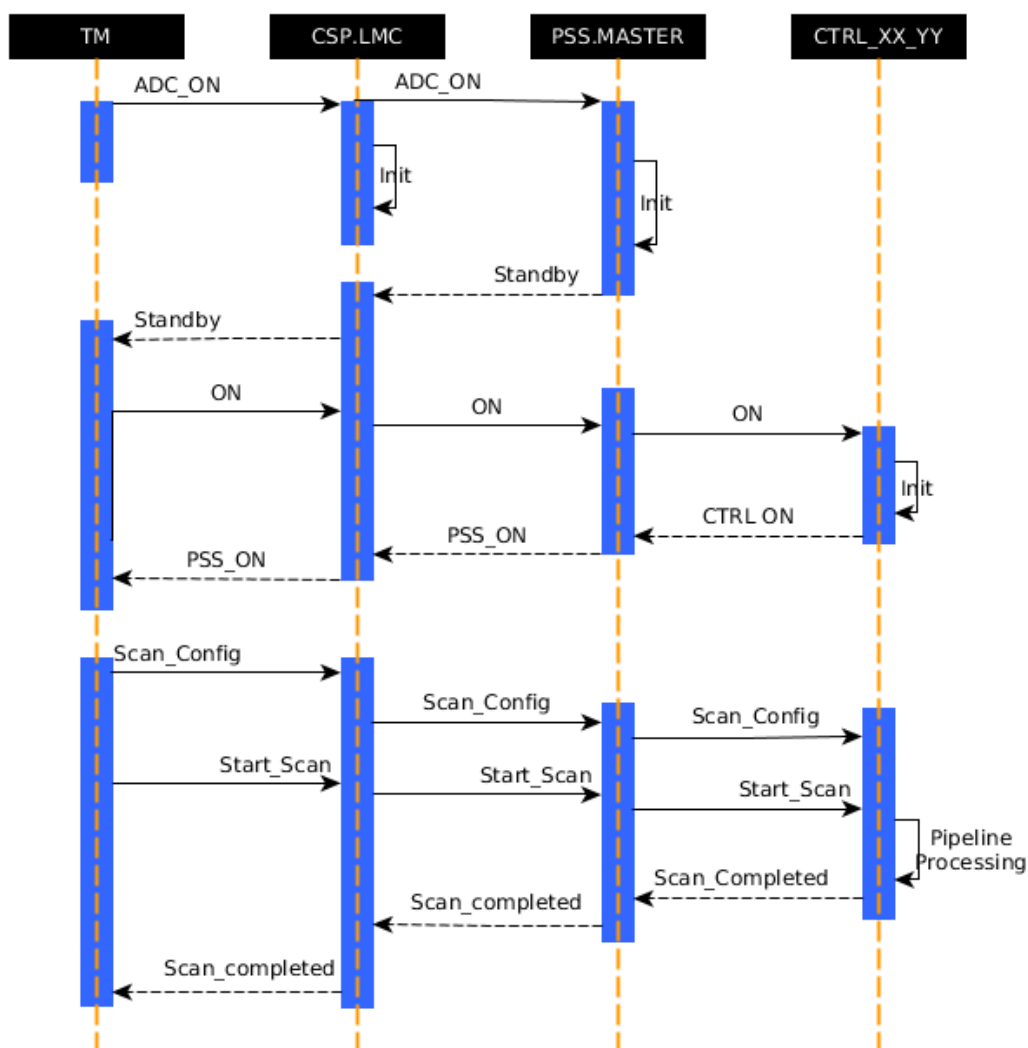 TM
CSP.LMC
PSS.MASTER
CTRL_XX_YY
ADC_ON
ADC_ON
Init
Init
Standby
Standby
ON
ON
ON
Init
CTRL ON
PSS_ON
PSS_ON
Scan_Config
Scan_Config
Scan_Config
Start_Scan
Start_Scan
Start_Scan
Pipeline
Processing
Scan_Completed
Scan_completed
Scan_completed